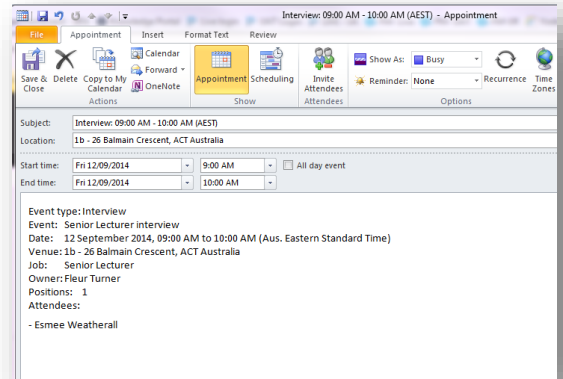 Interview: 09:00 AM - 10:00 AM (AEST) - Appointment
File Appointment Insert Format Text Review
Save & Close
Delete
Copy to My Calendar
Calendar
Forward
OneNote
Actions
Appointment
Scheduling
Show
Invite Attendees
Attendees
Show As: Busy
Reminder: None
Recurrence
Time Zones
Options
Subject: Interview: 09:00 AM - 10:00 AM (AEST)
Location: 1b - 26 Balmain Crescent, ACT Australia
Start time: Fri 12/09/2014 9:00 AM All day event
End time: Fri 12/09/2014 10:00 AM
Event type: Interview
Event: Senior Lecturer interview
Date: 12 September 2014, 09:00 AM to 10:00 AM (Aus. Eastern Standard Time)
Venue: 1b - 26 Balmain Crescent, ACT Australia
Job: Senior Lecturer
Owner: Fleur Turner
Positions: 1
Attendees:
- Esmee Weatherall